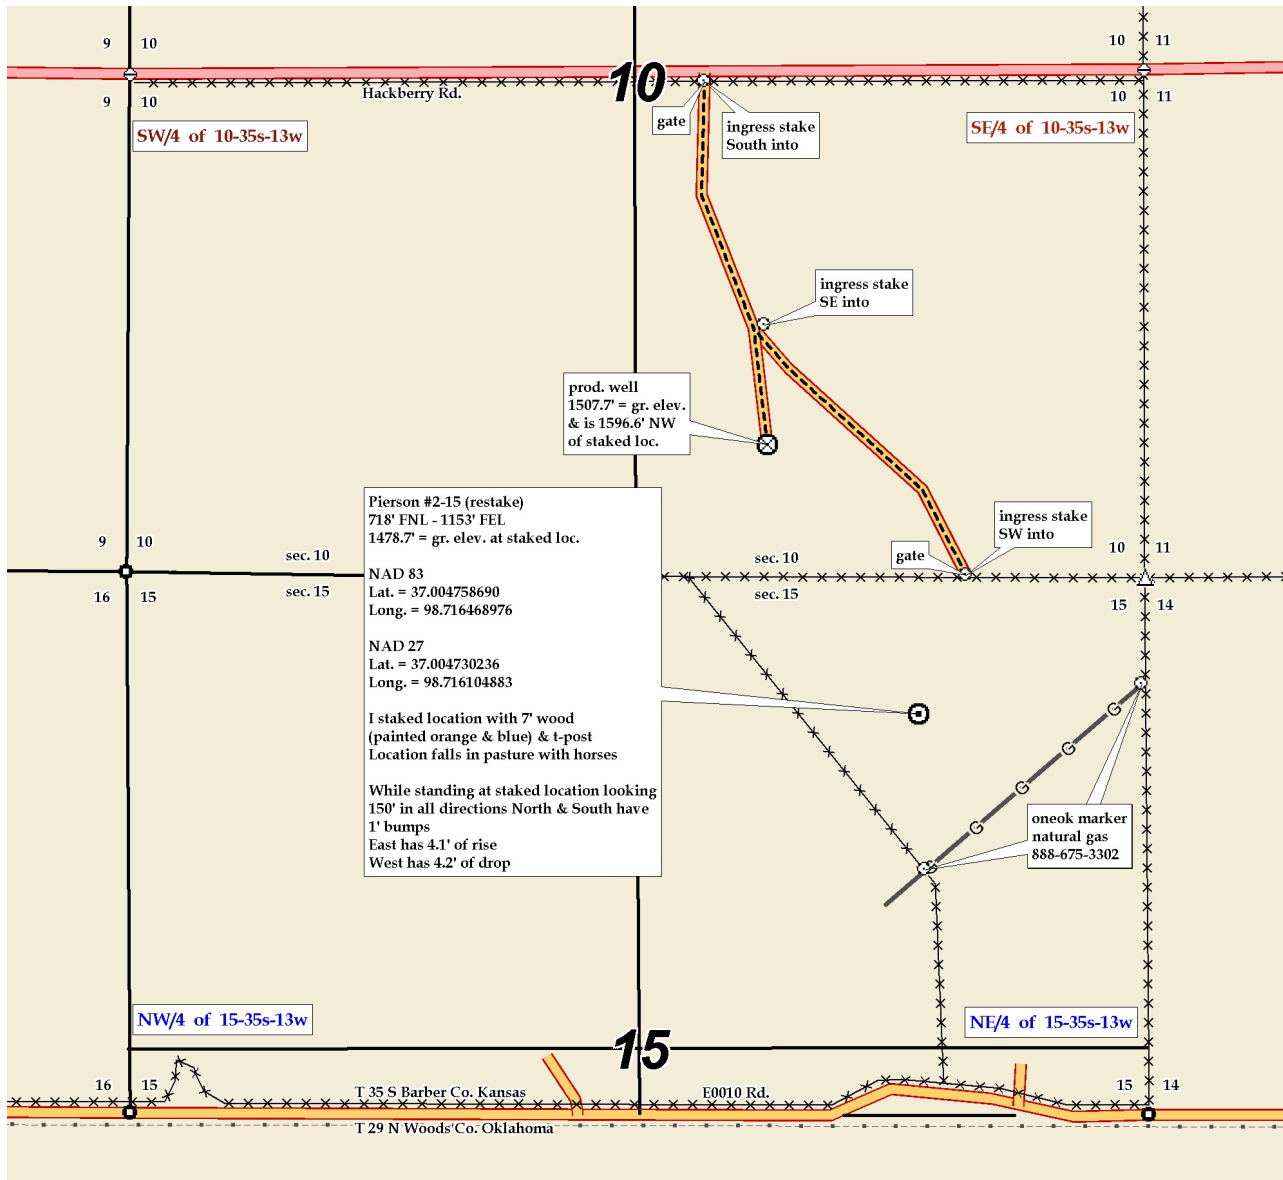 9 10
10 11
10
Hackberry Rd.
9 10
10 11
SW/4 of 10-35s-13w
gate
ingress stake
South into
SE/4 of 10-35s-13w
ingress stake
SE into
prod. well
1507.7' = gr. elev.
& is 1596.6' NW
of staked loc.
Pierson #2-15 (restake)
718' FNL - 1153' FEL
1478.7' = gr. elev. at staked loc.
NAD 83
Lat. = 37.004758690
Long. = 98.716468976
NAD 27
Lat. = 37.004730236
Long. = 98.716104883
I staked location with 7' wood
(painted orange & blue) & t-post
Location falls in pasture with horses
While standing at staked location looking
150' in all directions North & South have
1' bumps
East has 4.1' of rise
West has 4.2' of drop
ingress stake
SW into
gate
9 10
sec. 10
sec. 10
10 11
16 15
sec. 15
sec. 15
15 14
G
G
G
G
G
oneok marker
natural gas
888-675-3302
NW/4 of 15-35s-13w
NE/4 of 15-35s-13w
15
16 15
T 35 S Barber Co. Kansas
E0010 Rd.
15 14
T 29 N Woods Co. Oklahoma